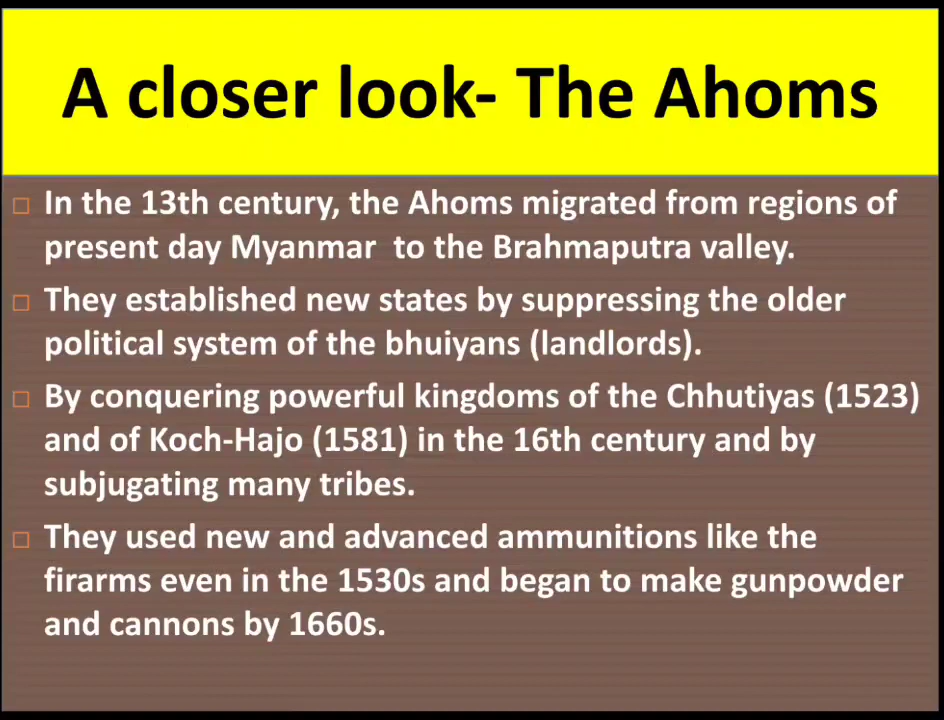 A closer look- The Ahoms
In the 13th century, the Ahoms migrated from regions of
present day Myanmar to the Brahmaputra valley.
They established new states by suppressing the older
political system of the bhuiyans (landlords).
By conquering powerful kingdoms of the Chhutiyas (1523)
and of Koch-Hajo (1581) in the 16th century and by
subjugating many tribes.
They used new and advanced ammunitions like the
firarms even in the 1530s and began to make gunpowder
and cannons by 1660s.